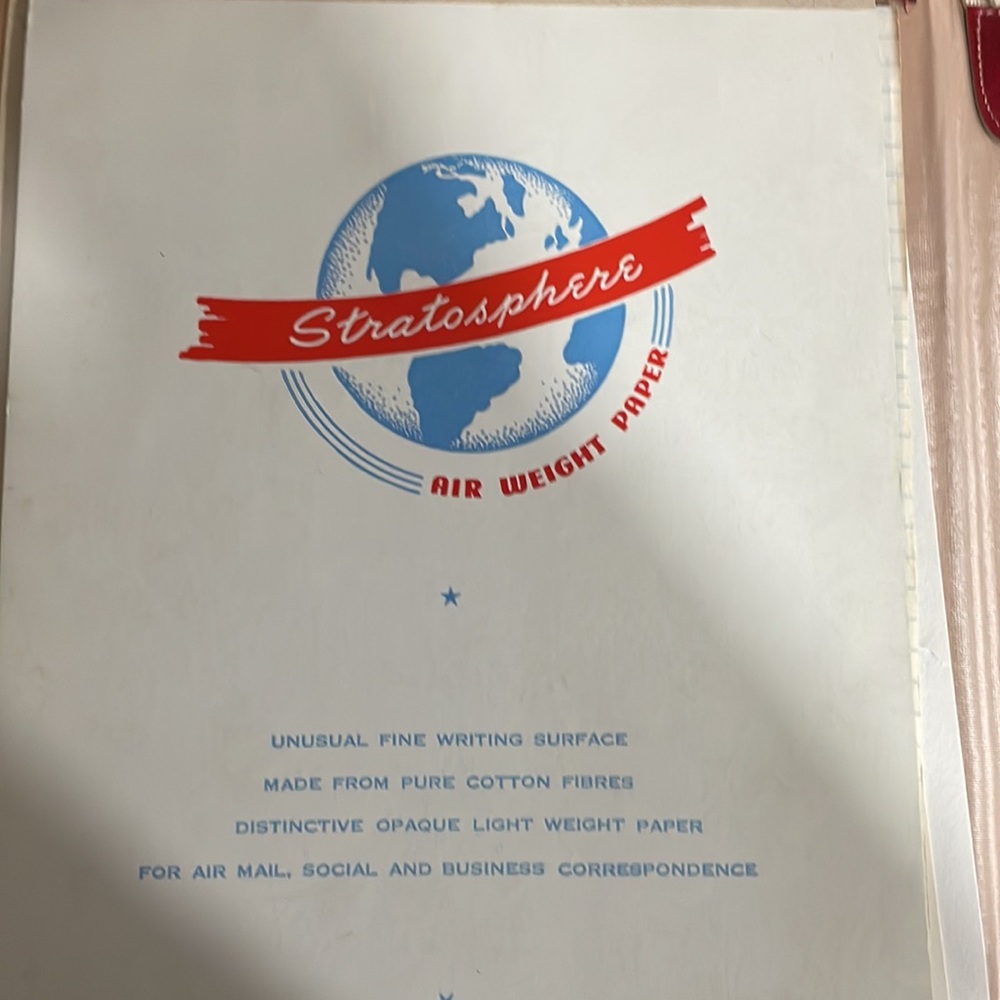 Stratosphere
AIR WEIGHT PAPER
UNUSUAL FINE WRITING SURFACE
MADE FROM PURE COTTON FIBRES
DISTINCTIVE OPAQUE LIGHT WEIGHT PAPER
FOR AIR MAIL, SOCIAL AND BUSINESS CORRESPONDENCE